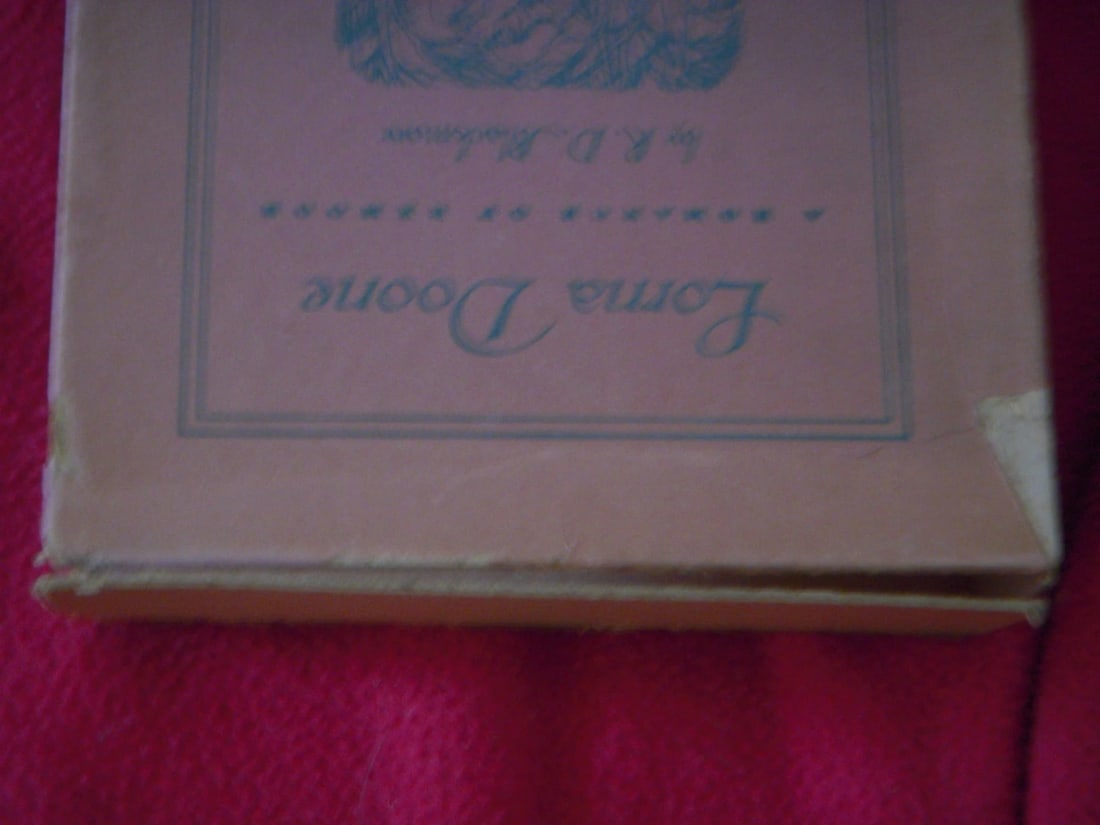 Lorna Doone
A ROMANCE OF EXMOOR
by R. D. Blackmore